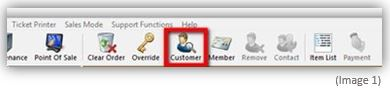 Ticket Printer Sales Mode Support Functions Help
nance Point Of Sale Clear Order Override Customer Member Remove Contact Item List Payment
(Image 1)